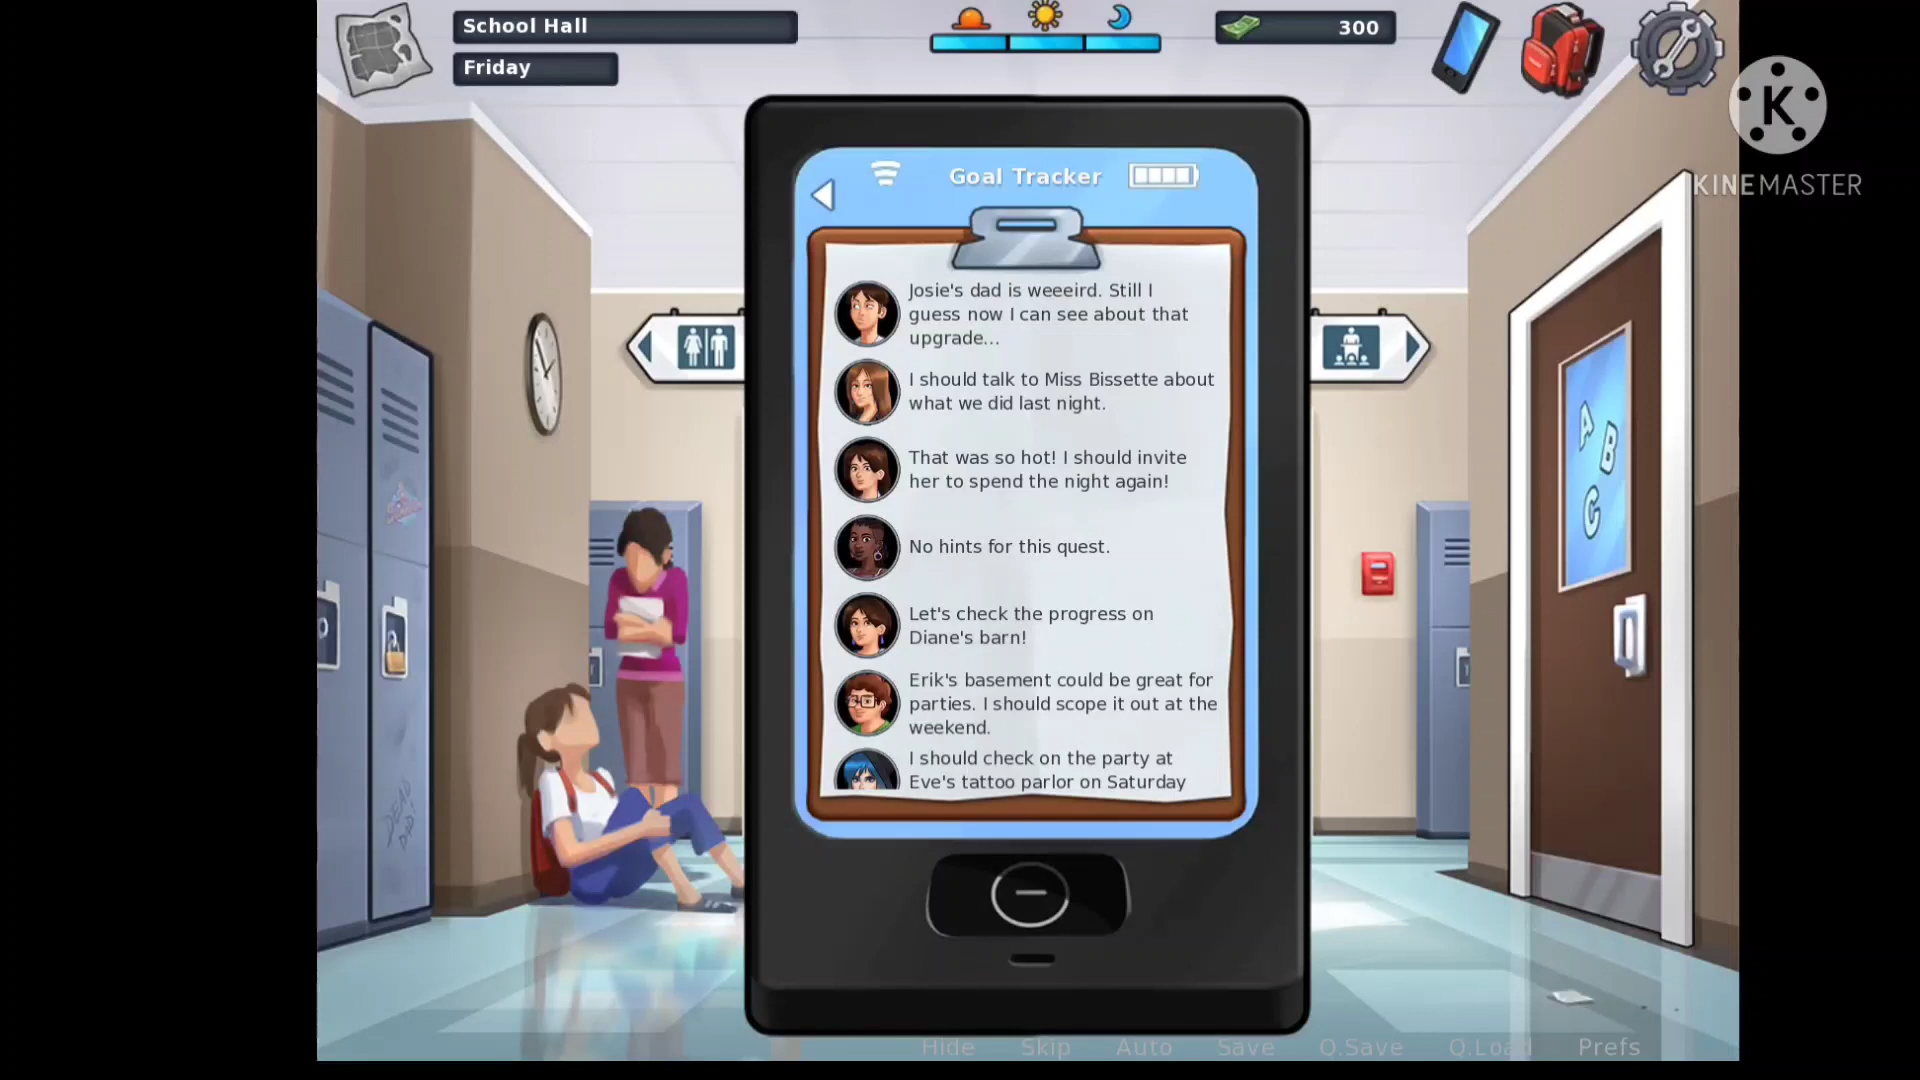 School Hall
Friday
300
KINEMASTER
Goal Tracker
Josie's dad is weeeird. Still I
guess now I can see about that
upgrade...
I should talk to Miss Bissette about
what we did last night.
That was so hot! I should invite
her to spend the night again!
No hints for this quest.
Let's check the progress on
Diane's barn!
Erik's basement could be great for
parties. I should scope it out at the
weekend.
I should check on the party at
Eve's tattoo parlor on Saturday
A
B
C
DEAD
DAD!
Hide Skip Auto Save Q.Save Q.Load Prefs